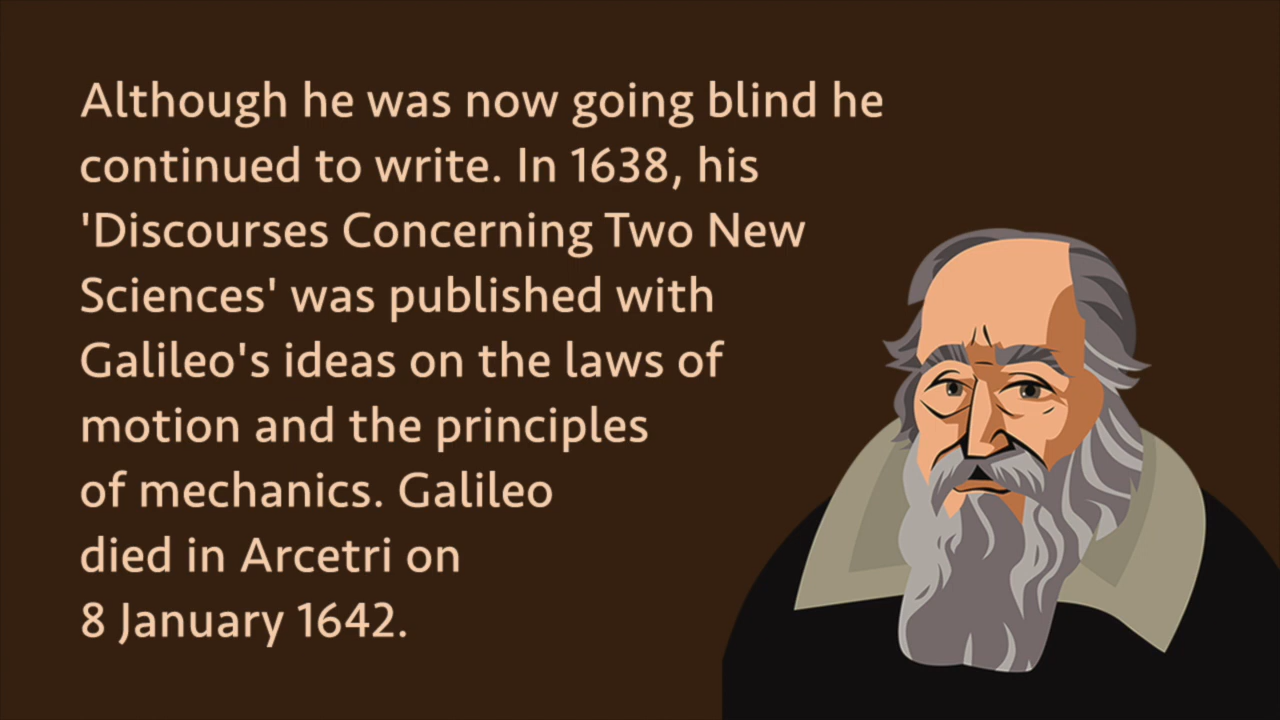 Although he was now going blind he
continued to write. In 1638, his
'Discourses Concerning Two New
Sciences' was published with
Galileo's ideas on the laws of
motion and the principles
of mechanics. Galileo
died in Arcetri on
8 January 1642.